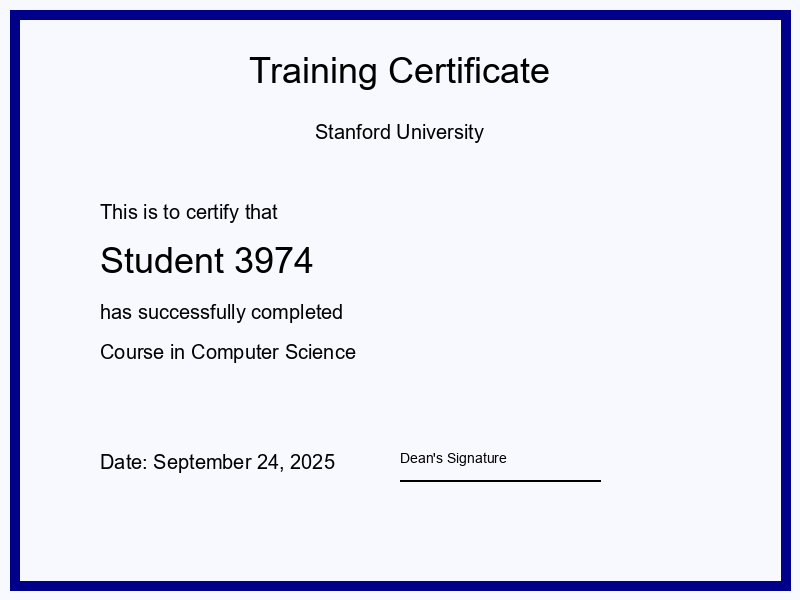 Training Certificate
Stanford University
This is to certify that
Student 3974
has successfully completed
Course in Computer Science
Date: September 24, 2025
Dean's Signature